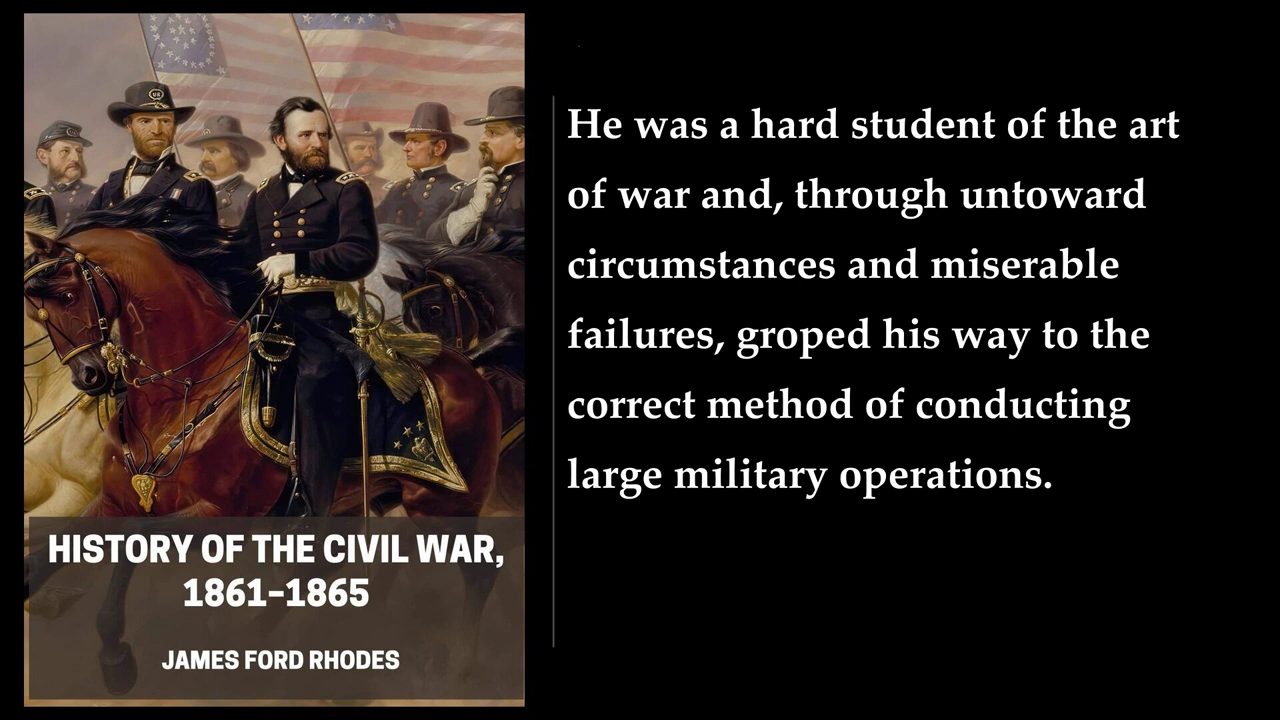 HISTORY OF THE CIVIL WAR,
1861–1865
JAMES FORD RHODES
He was a hard student of the art
of war and, through untoward
circumstances and miserable
failures, groped his way to the
correct method of conducting
large military operations.